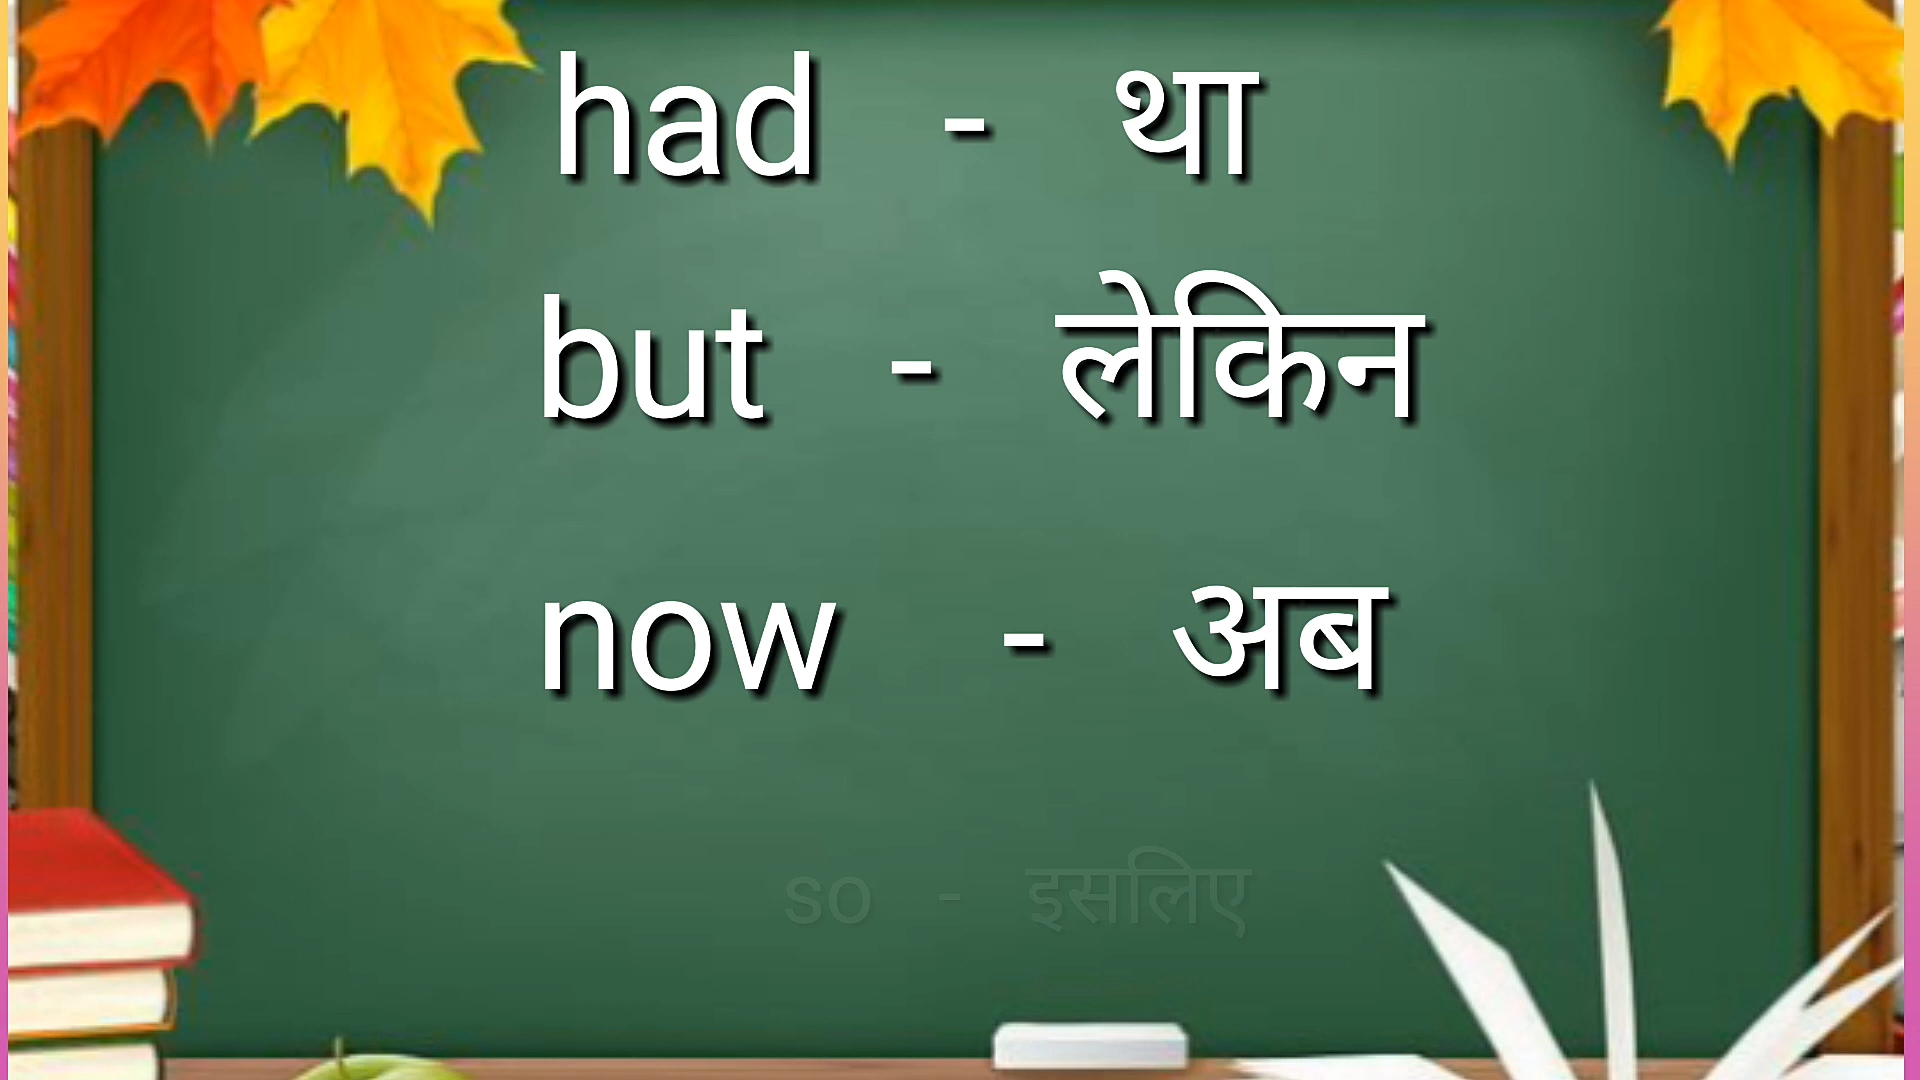 had - था
but - लेकिन
now - अब
so - इसलिए